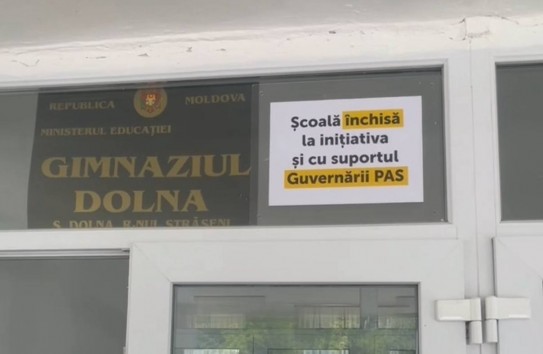 REPUBLICA MOLDOVA
MINISTERUL EDUCAȚIEI
GIMNAZIUL
DOLNA
S. DOLNA R-NUL STRĂȘENI
Școală închisă
la inițiativa
și cu suportul
Guvernării PAS